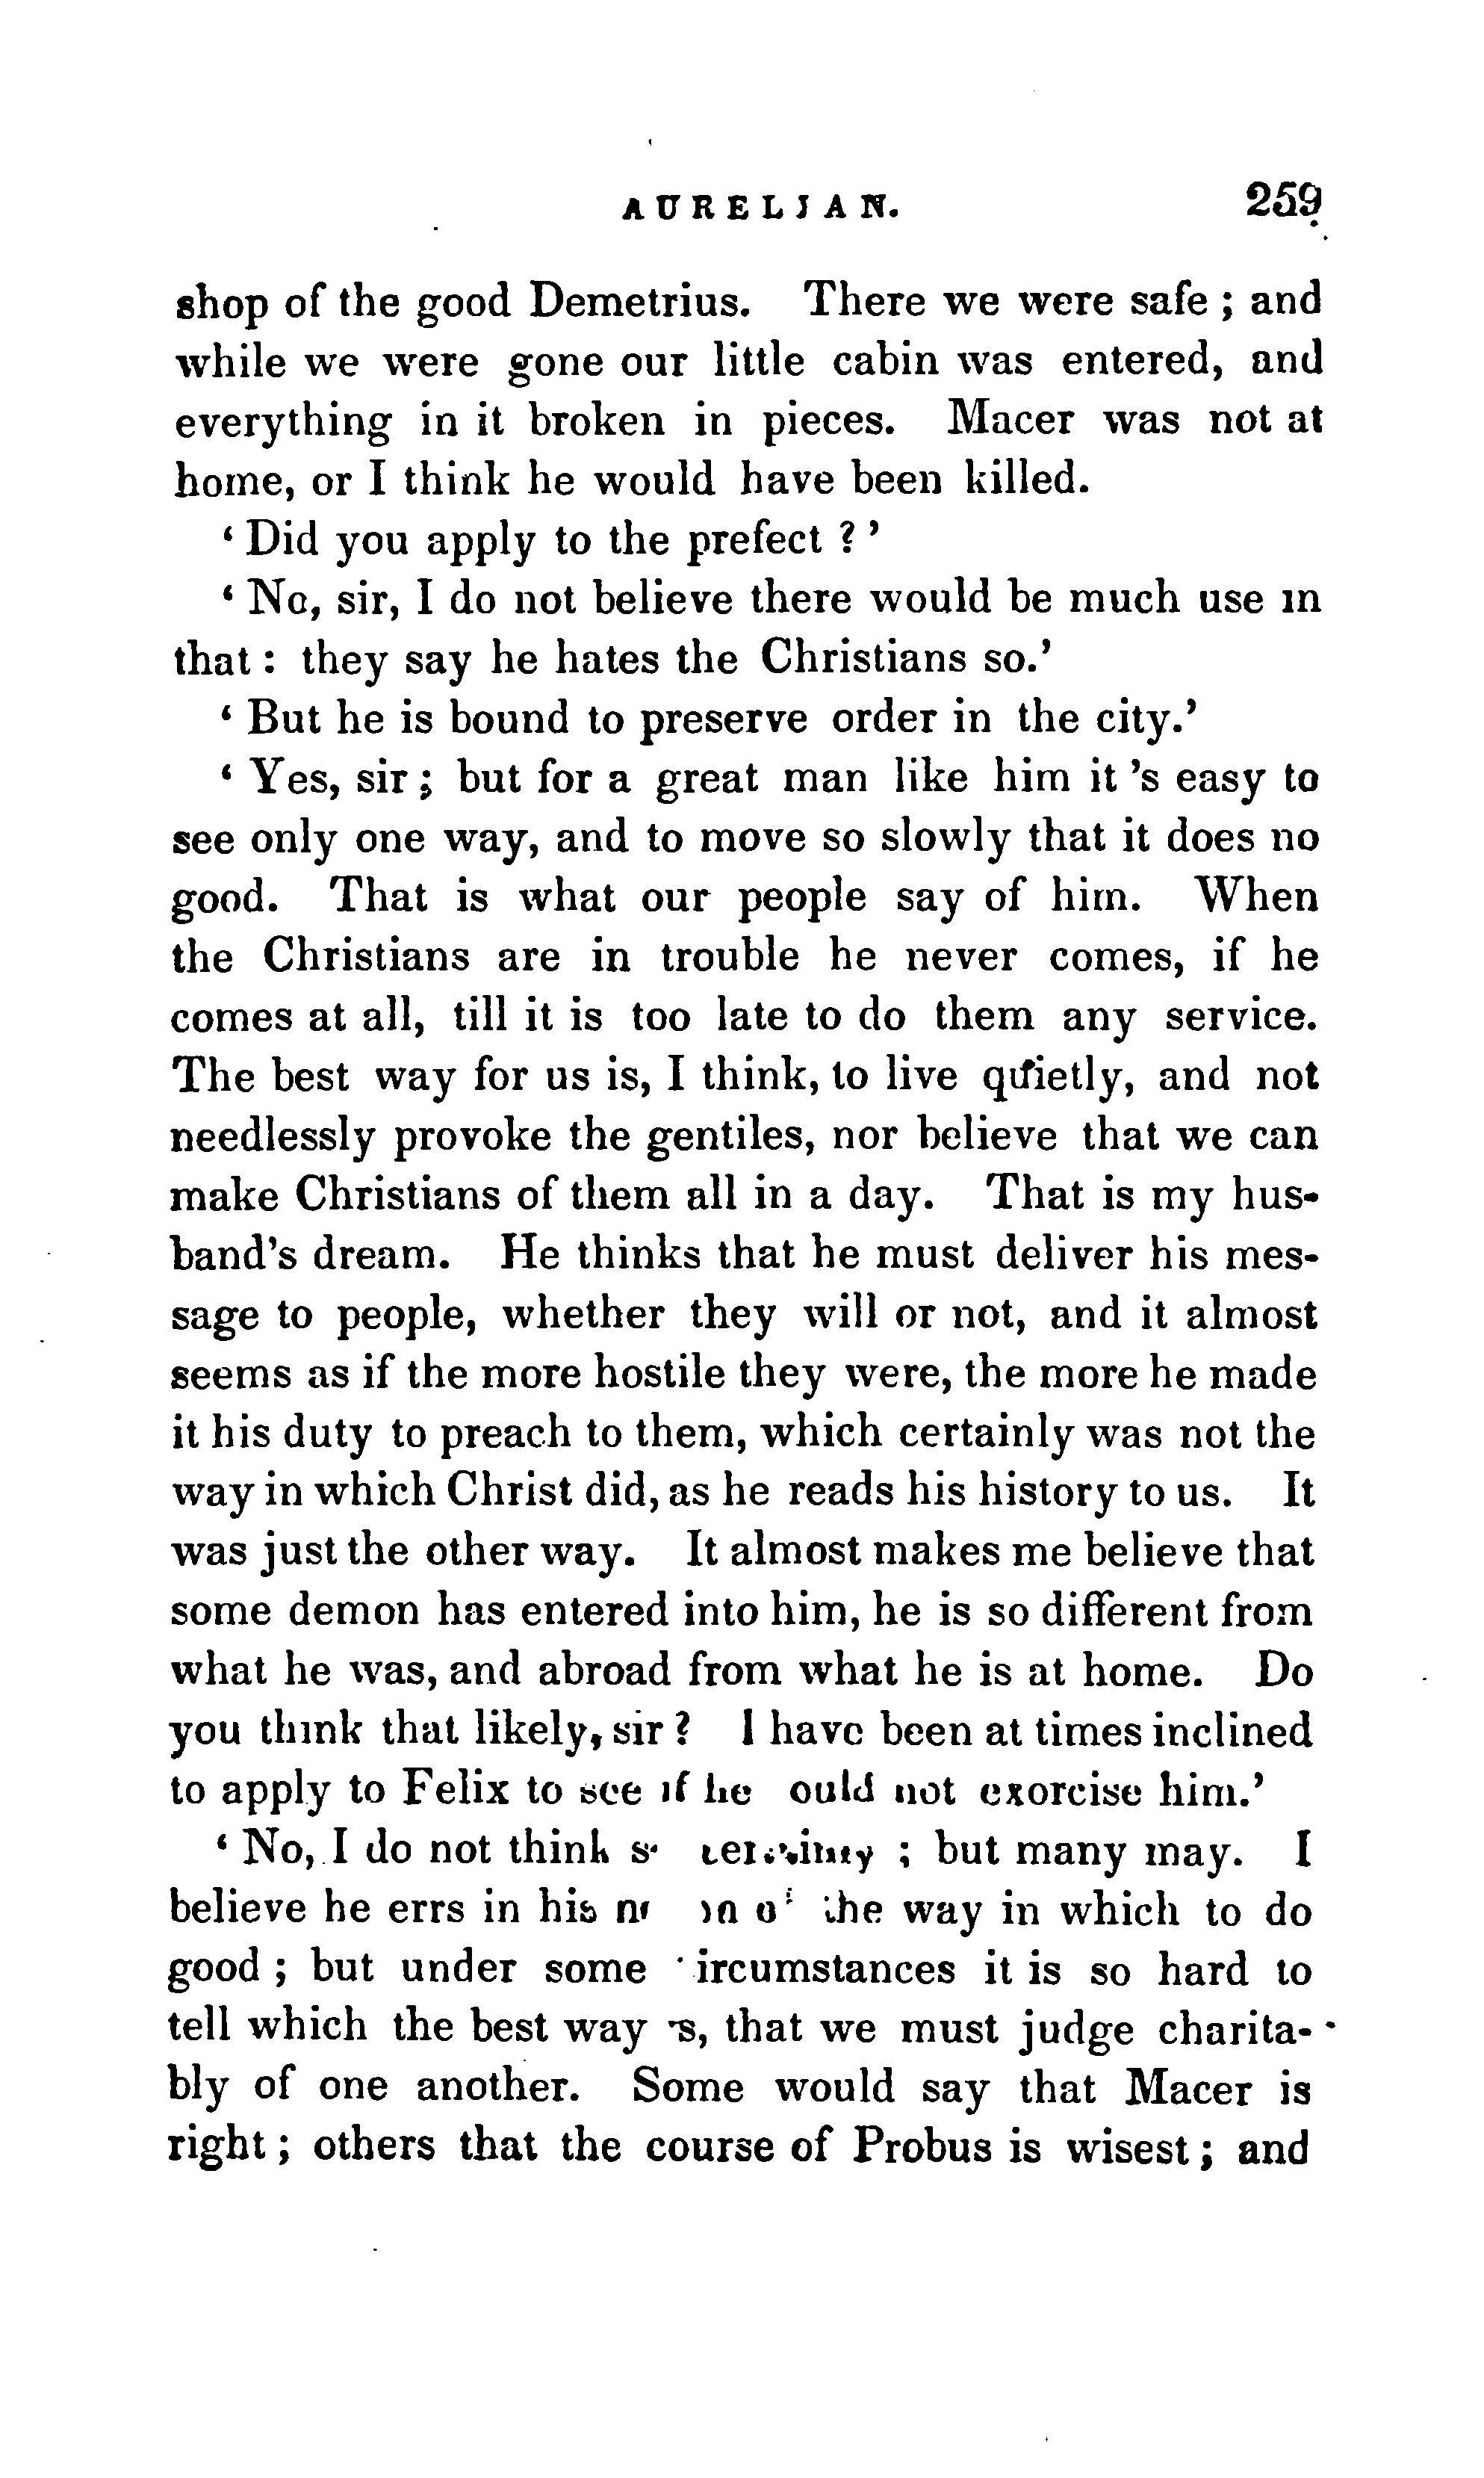 AURELIAN. 259
shop of the good Demetrius. There we were safe ; and
while we were gone our little cabin was entered, and
everything in it broken in pieces. Macer was not at
home, or I think he would have been killed.
‘ Did you apply to the prefect ? ’
‘ No, sir, I do not believe there would be much use in
that : they say he hates the Christians so.’
‘ But he is bound to preserve order in the city.’
‘ Yes, sir ; but for a great man like him it ’s easy to
see only one way, and to move so slowly that it does no
good. That is what our people say of him. When
the Christians are in trouble he never comes, if he
comes at all, till it is too late to do them any service.
The best way for us is, I think, to live quietly, and not
needlessly provoke the gentiles, nor believe that we can
make Christians of them all in a day. That is my hus-
band’s dream. He thinks that he must deliver his mes-
sage to people, whether they will or not, and it almost
seems as if the more hostile they were, the more he made
it his duty to preach to them, which certainly was not the
way in which Christ did, as he reads his history to us. It
was just the other way. It almost makes me believe that
some demon has entered into him, he is so different from
what he was, and abroad from what he is at home. Do
you think that likely, sir ? I have been at times inclined
to apply to Felix to see if he ould not exorcise him.’
‘ No, I do not think ; but many may. I
believe he errs in his the way in which to do
good ; but under some ircumstances it is so hard to
tell which the best way is, that we must judge charita-
bly of one another. Some would say that Macer is
right ; others that the course of Probus is wisest ; and